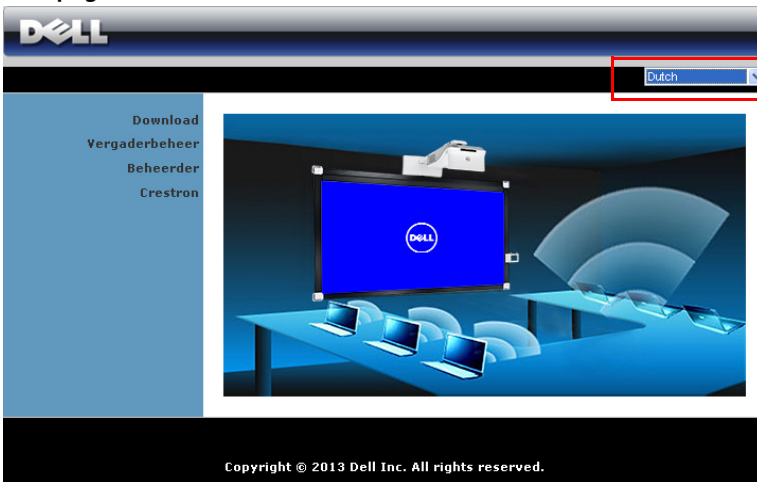 DELL
Dutch
Download
Vergaderbeheer
Beheerder
Crestron
DELL
Copyright © 2013 Dell Inc. All rights reserved.